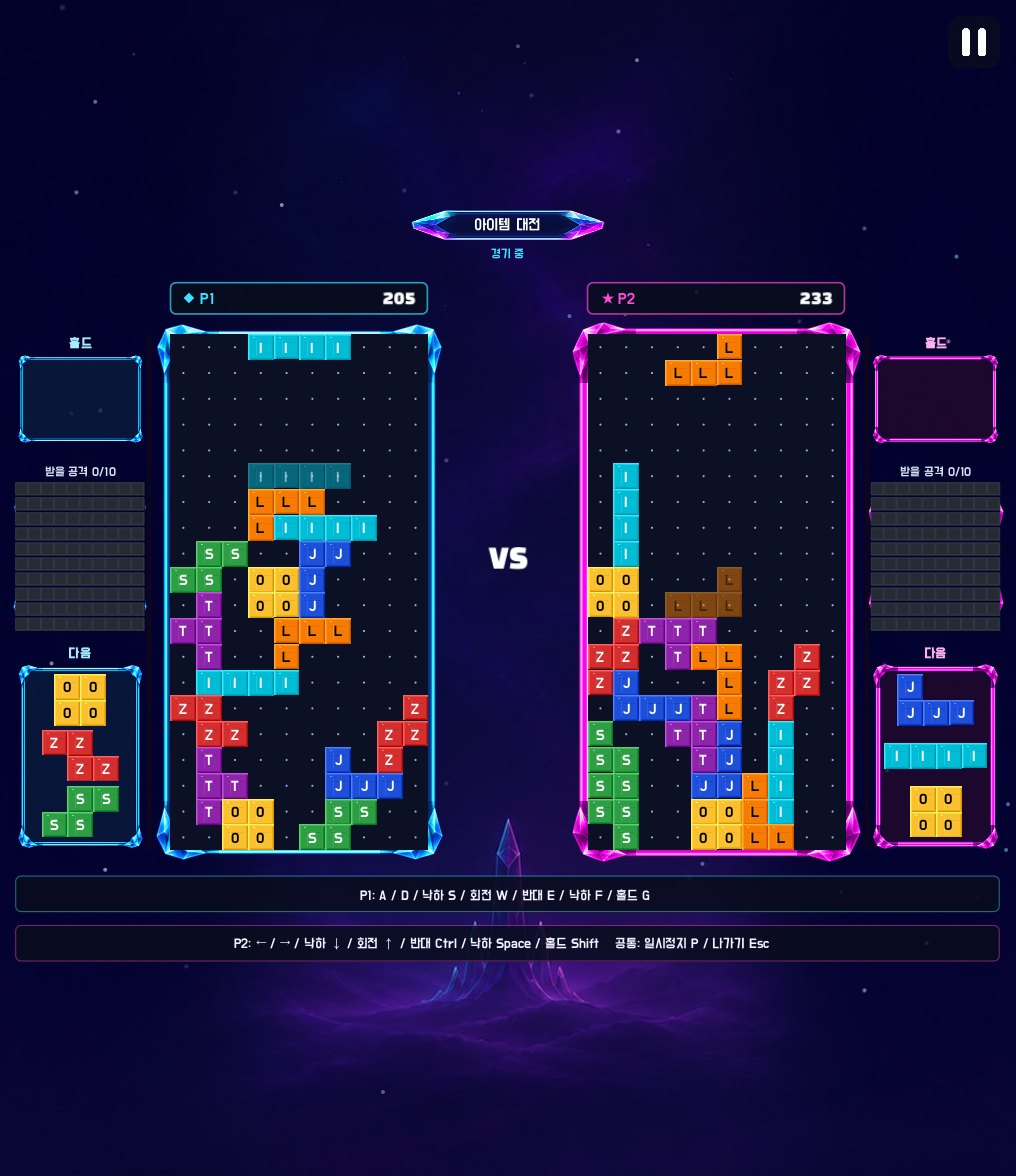 아이템 대전
경기 중
◆ P1 205
★ P2 233
홀드
홀드
받을 공격 0/10
받을 공격 0/10
VS
다음
다음
I I I I
L
L L L
I I I I
L L L
L I I I I
S S J J
S S O O J
T O O J
T T L L L
T L
I I I I
Z Z Z
Z Z Z Z
T J Z
T T J J J
T O O S S
O O S S
I
I
I
I
O O L
O O L L L
Z T T T
Z Z T L L Z
Z J L Z Z
J J J T L Z
S T T J I
S S T J I
S S J J L I
S S O O L I
S O O L L
O O
O O
Z Z
Z Z
S S
S S
J
J J J
I I I I
O O
O O
P1: A / D / 낙하 S / 회전 W / 반대 E / 낙하 F / 홀드 G
P2: ← / → / 낙하 ↓ / 회전 ↑ / 반대 Ctrl / 낙하 Space / 홀드 Shift 공통: 일시정지 P / 나가기 Esc